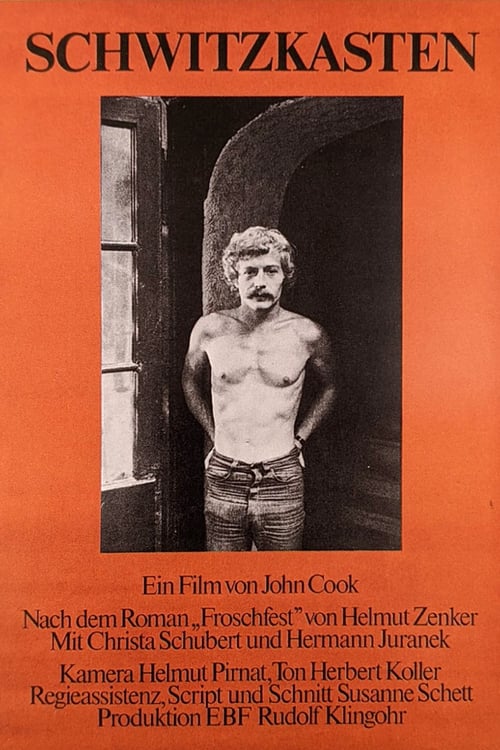 SCHWITZKASTEN
Ein Film von John Cook
Nach dem Roman „Froschfest” von Helmut Zenker
Mit Christa Schubert und Hermann Juranek
Kamera Helmut Pirnat, Ton Herbert Koller
Regieassistenz, Script und Schnitt Susanne Schett
Produktion EBF Rudolf Klingohr